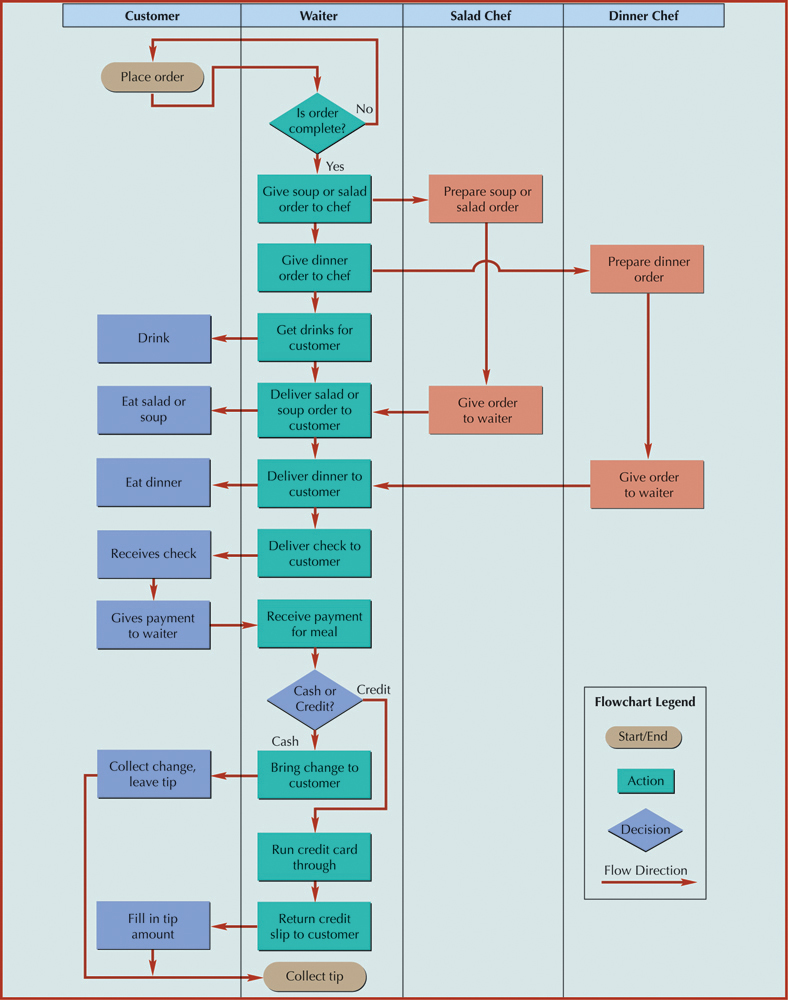 Customer
Waiter
Salad Chef
Dinner Chef
Place order
Is order
complete?
No
Yes
Give soup or salad
order to chef
Prepare soup or
salad order
Give dinner
order to chef
Prepare dinner
order
Drink
Get drinks for
customer
Eat salad or
soup
Deliver salad or
soup order to
customer
Give order
to waiter
Eat dinner
Deliver dinner to
customer
Give order
to waiter
Receives check
Deliver check to
customer
Gives payment
to waiter
Receive payment
for meal
Cash or
Credit?
Credit
Cash
Collect change,
leave tip
Bring change to
customer
Run credit card
through
Fill in tip
amount
Return credit
slip to customer
Collect tip
Flowchart Legend
Start/End
Action
Decision
Flow Direction